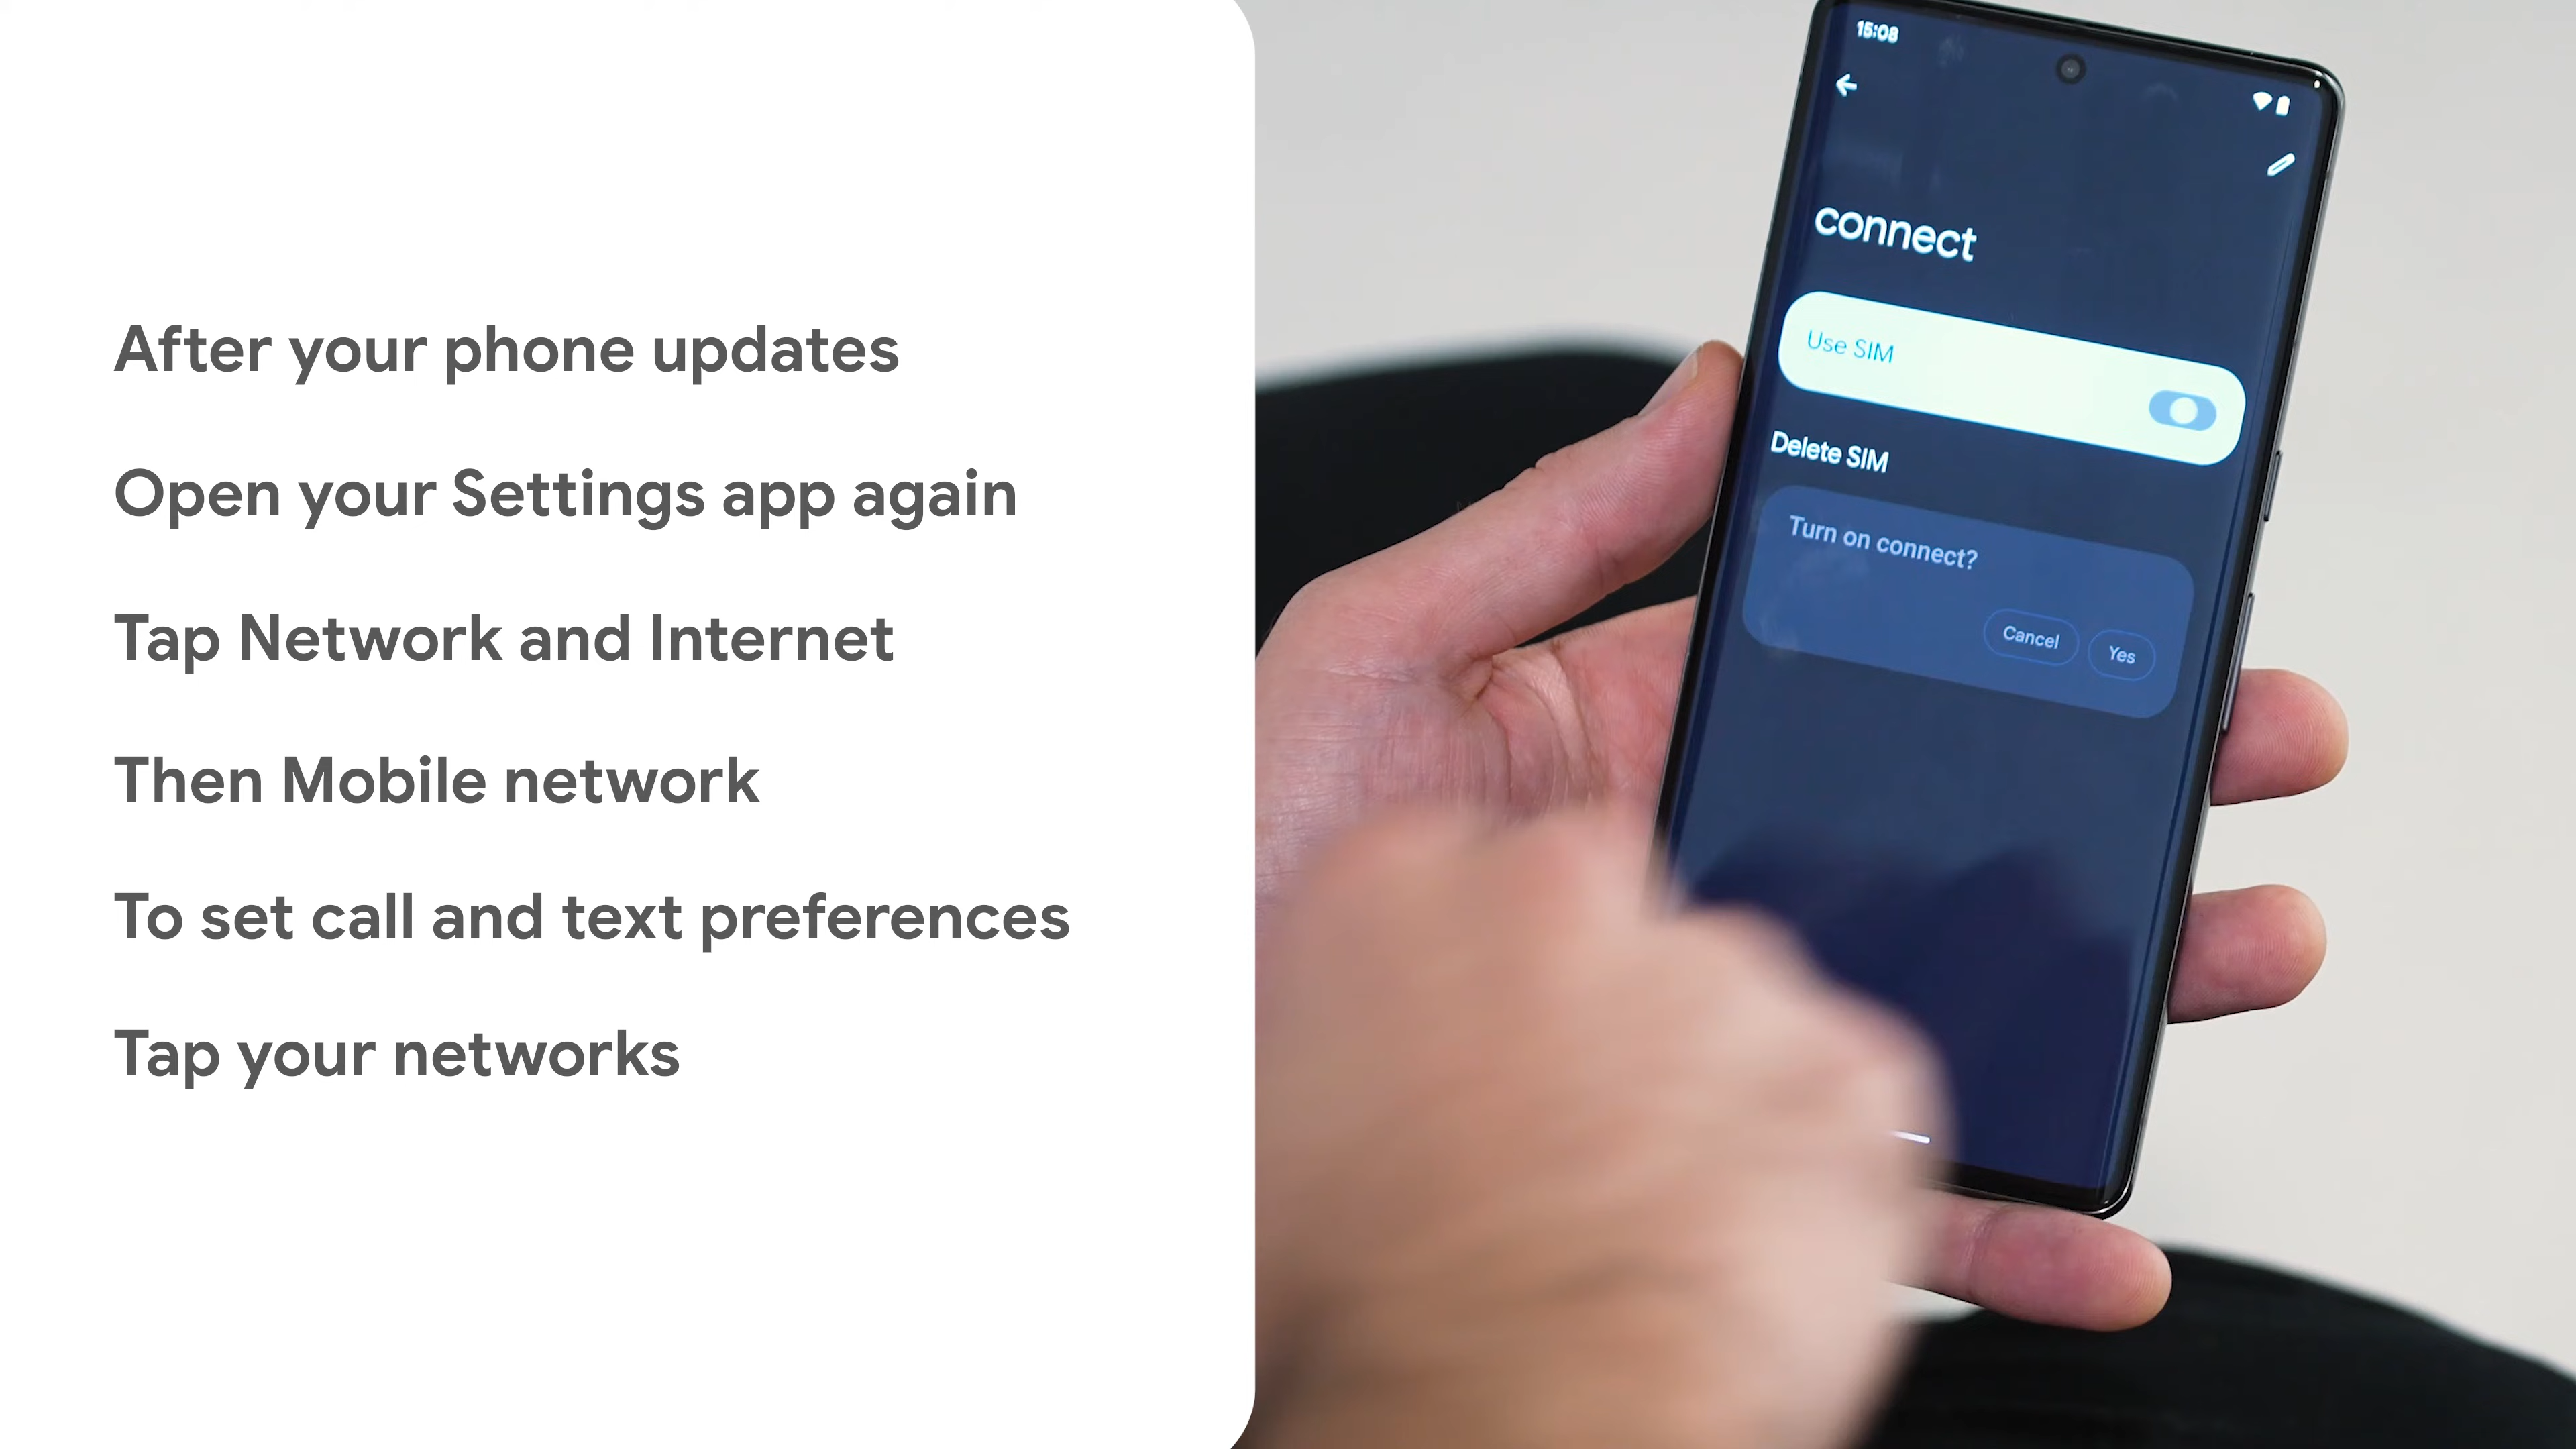 After your phone updates
Open your Settings app again
Tap Network and Internet
Then Mobile network
To set call and text preferences
Tap your networks
15:08
connect
Use SIM
Delete SIM
Turn on connect?
Cancel Yes